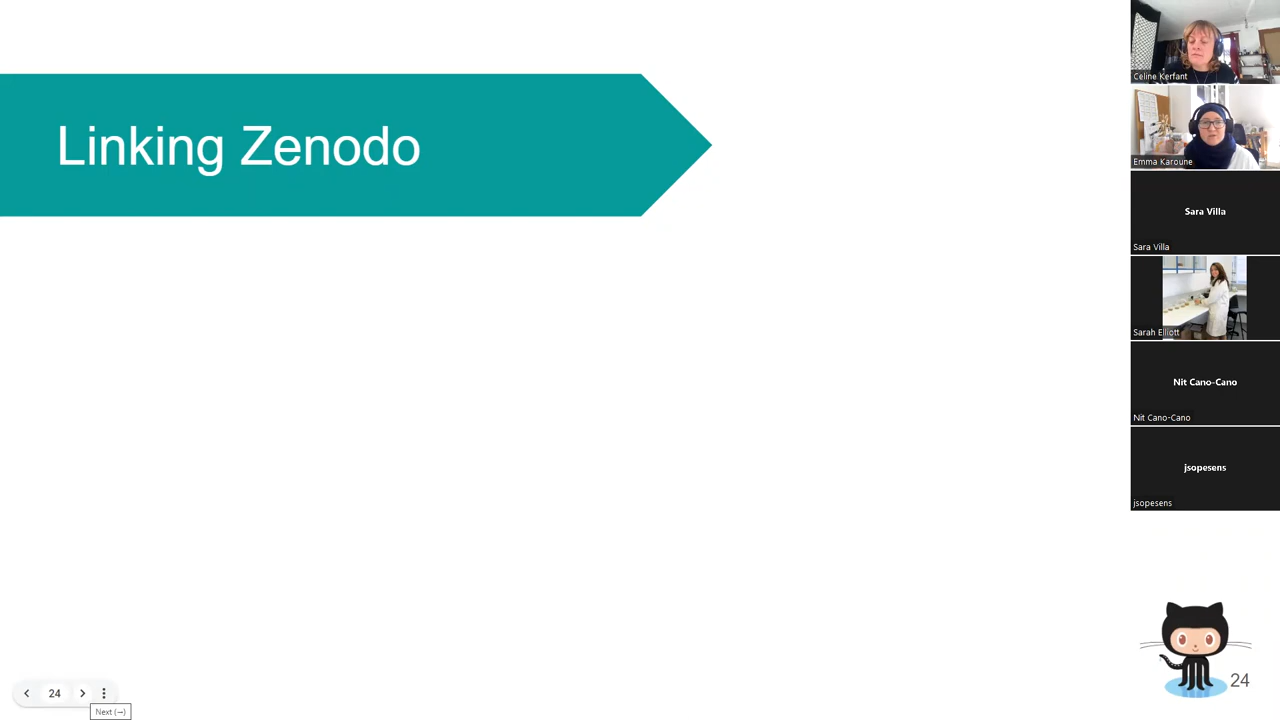 Linking Zenodo
Celine Kerfant
Emma Karoune
Sara Villa
Sara Villa
Sarah Elliott
Nit Cano-Cano
Nit Cano-Cano
jsopesens
jsopesens
24
24
Next (→)